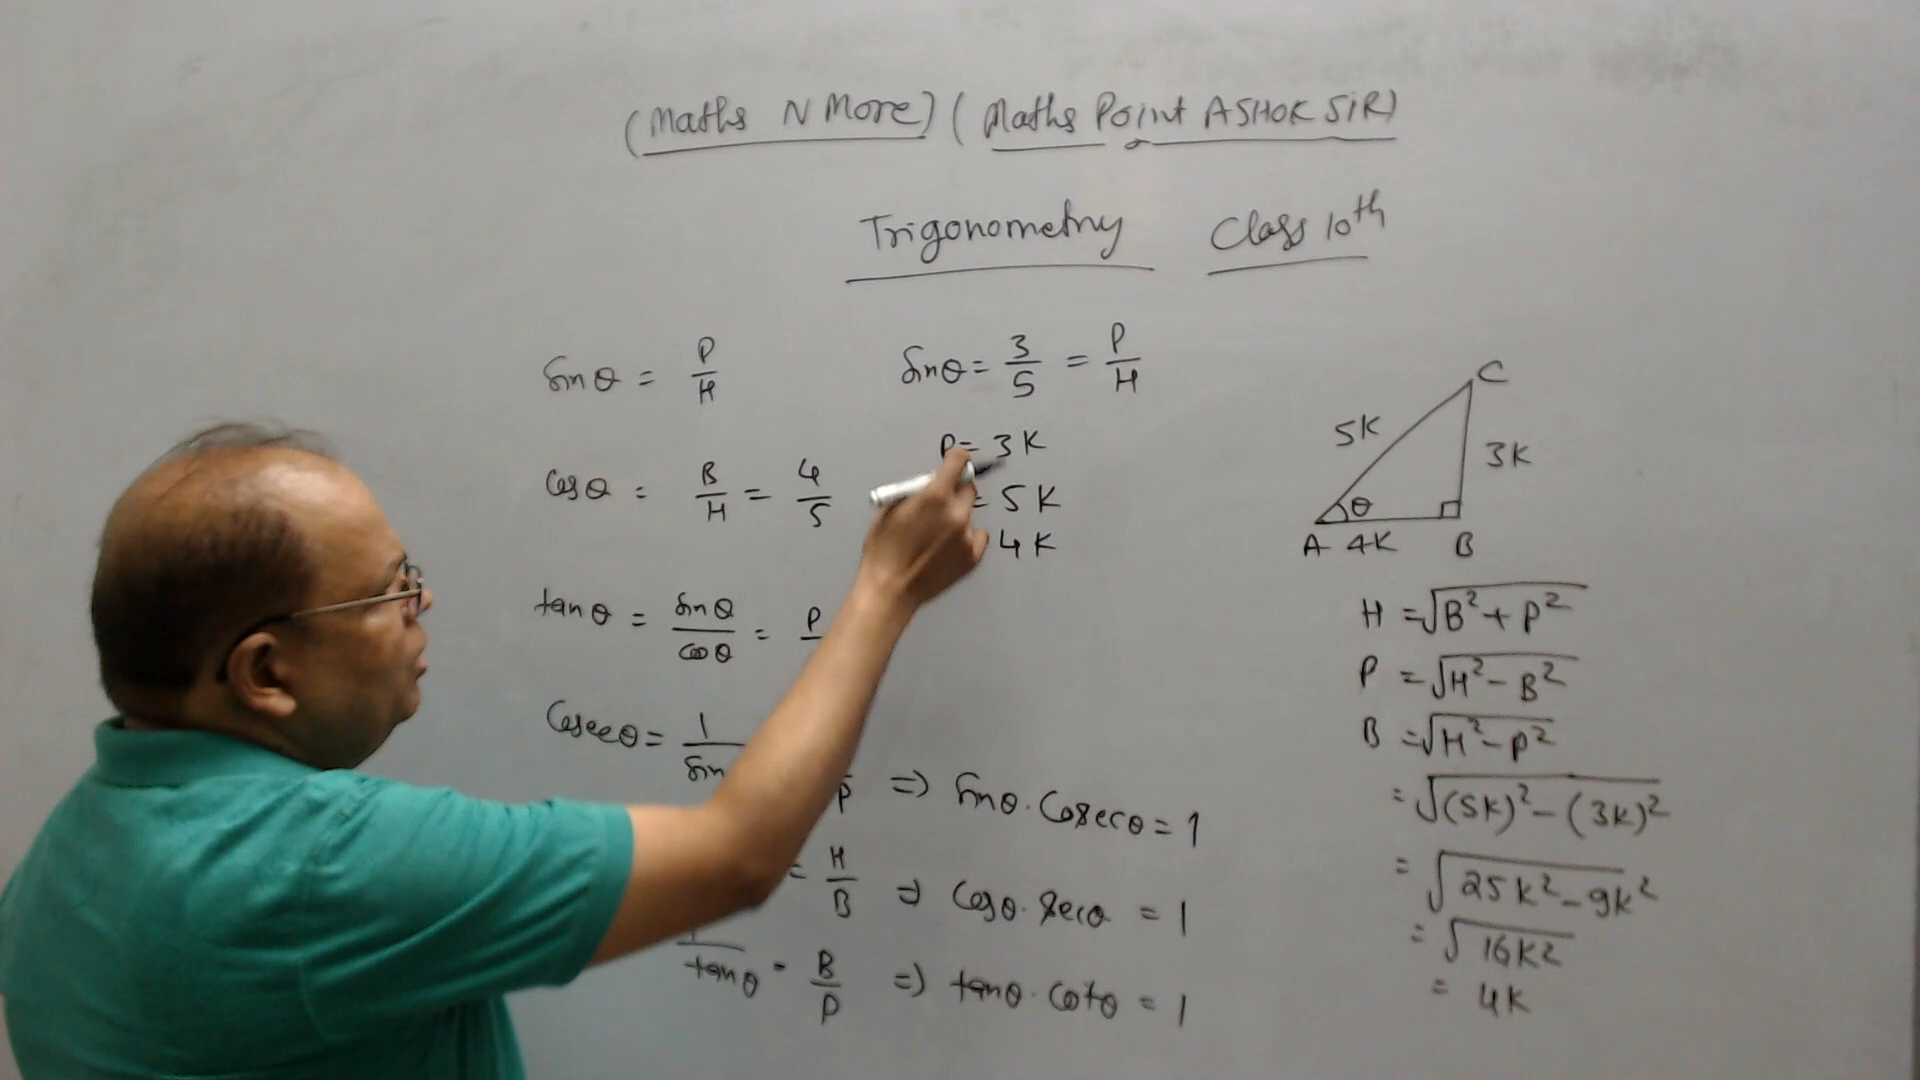 (Maths N More) (Maths Point ASHOK SIR)
Trigonometry Class 10th
Sinθ = P/H
Cosθ = B/H = 4/5
tanθ = Sinθ/Cosθ = P
Cosecθ = 1/Sin
P => Sinθ.Cosecθ = 1
= H/B => Cosθ.Secθ = 1
tanθ = B/P => tanθ.Cotθ = 1
Sinθ = 3/5 = P/H
P = 3K
= 5K
4K
C
5K
3K
θ
A 4K B
H = √B²+P²
P = √H²-B²
B = √H²-P²
= √(5K)²-(3K)²
= √25K²-9K²
= √16K²
= 4K